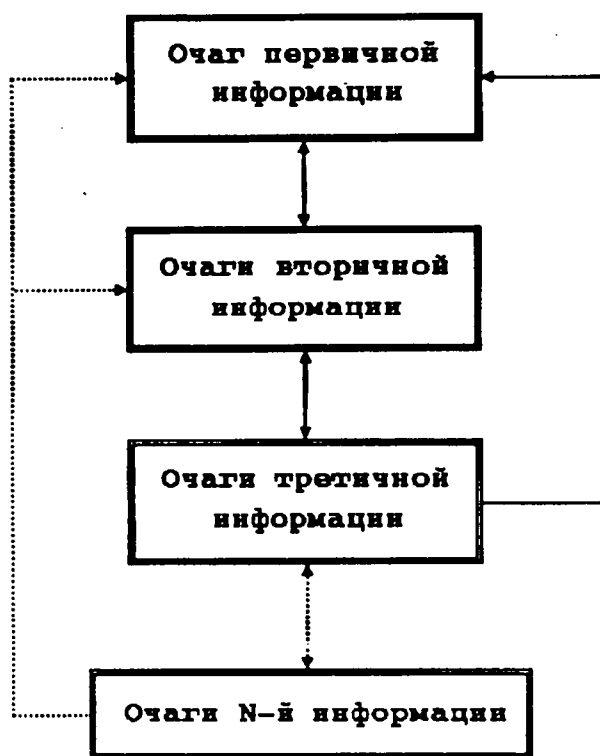 Очаг первичной
информации
Очаги вторичной
информации
Очаги третичной
информации
Очаги N-й информации